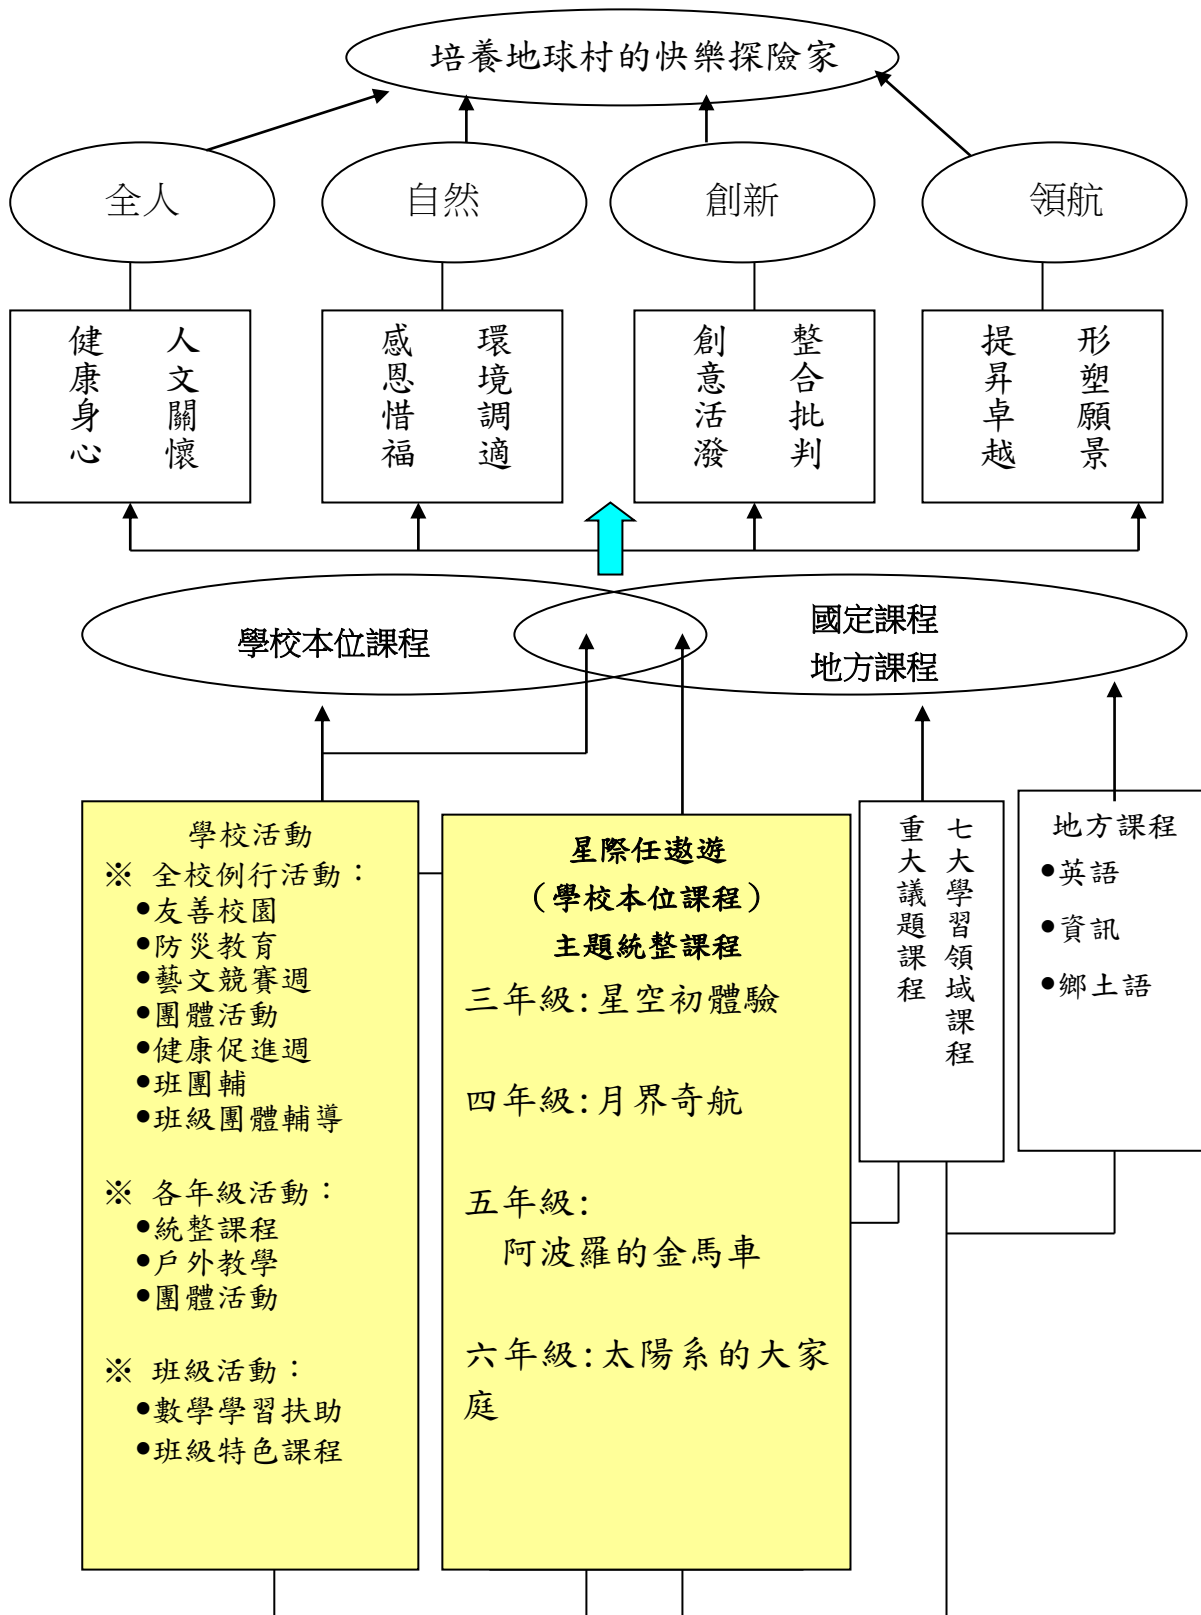 培養地球村的快樂探險家
全人
自然
創新
領航
人文關懷
健康身心
環境調適
感恩惜福
整合批判
創意活潑
形塑願景
提昇卓越
學校本位課程
國定課程
地方課程
學校活動
※ 全校例行活動：
●友善校園
●防災教育
●藝文競賽週
●團體活動
●健康促進週
●班團輔
●班級團體輔導
※ 各年級活動：
●統整課程
●戶外教學
●團體活動
※ 班級活動：
●數學學習扶助
●班級特色課程
星際任遨遊
（學校本位課程）
主題統整課程
三年級:星空初體驗
四年級:月界奇航
五年級:
阿波羅的金馬車
六年級:太陽系的大家
庭
七大學習領域課程
重大議題課程
地方課程
●英語
●資訊
●鄉土語